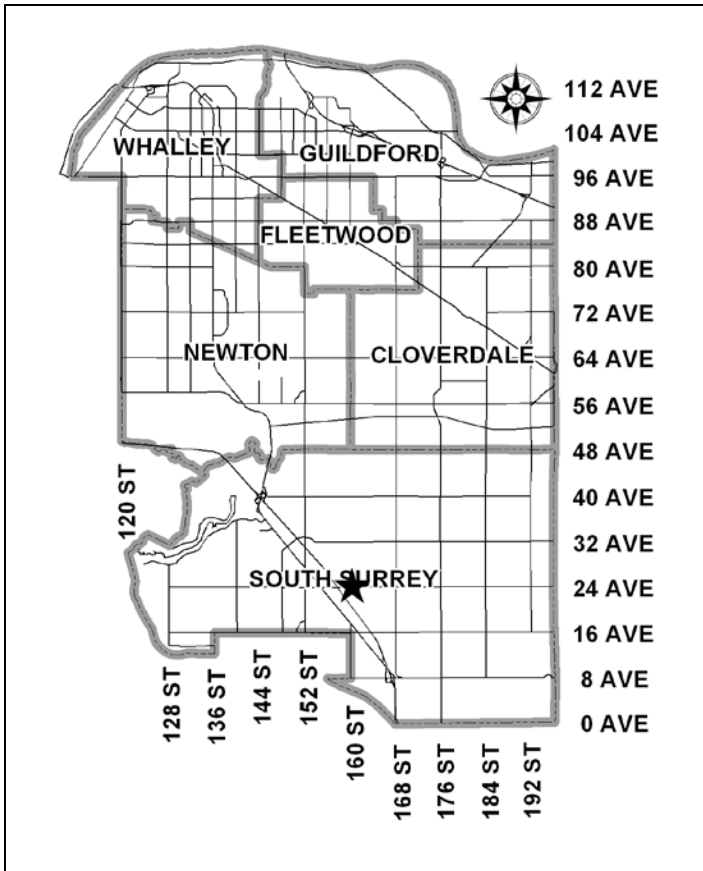 112 AVE
104 AVE
WHALLEY
GUILDFORD
96 AVE
88 AVE
FLEETWOOD
80 AVE
72 AVE
NEWTON
CLOVERDALE
64 AVE
56 AVE
48 AVE
120 ST
40 AVE
32 AVE
SOUTH SURREY
24 AVE
16 AVE
128 ST
136 ST
144 ST
152 ST
8 AVE
160 ST
0 AVE
168 ST
176 ST
184 ST
192 ST